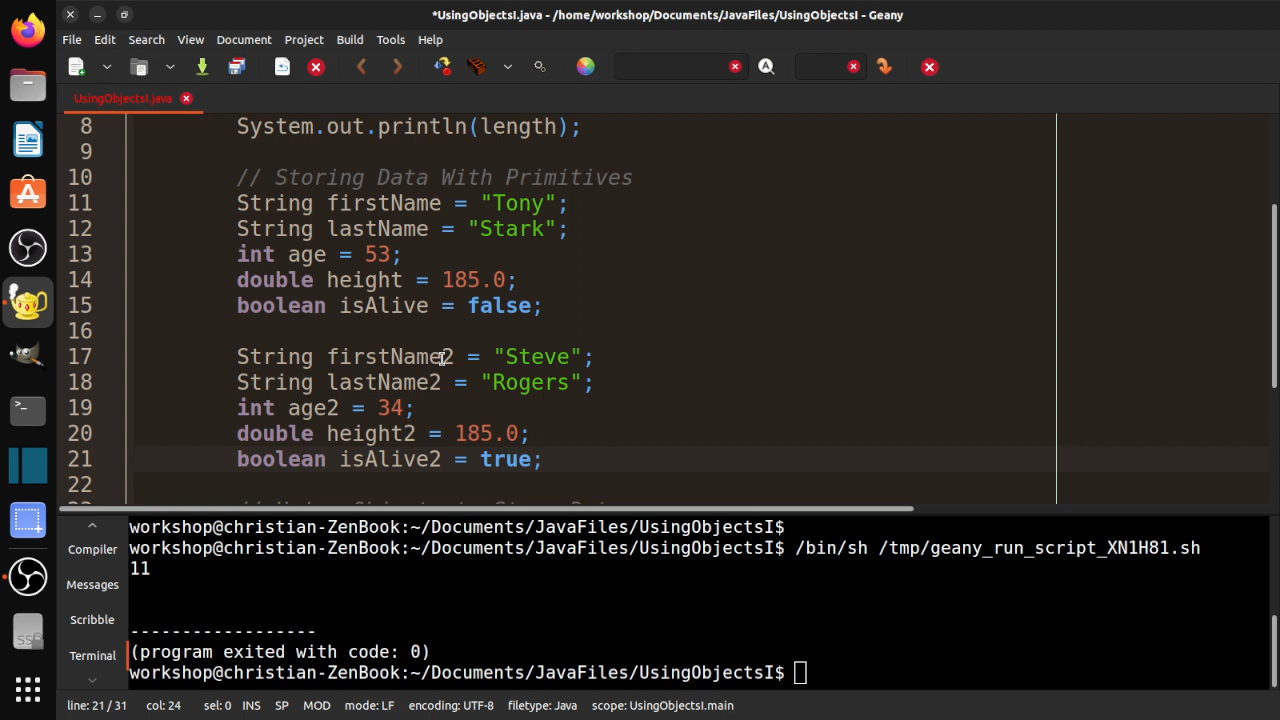 *UsingObjectsI.java - /home/workshop/Documents/JavaFiles/UsingObjectsI - Geany
File Edit Search View Document Project Build Tools Help
UsingObjectsI.java
8 System.out.println(length);
9
10 // Storing Data With Primitives
11 String firstName = "Tony";
12 String lastName = "Stark";
13 int age = 53;
14 double height = 185.0;
15 boolean isAlive = false;
16
17 String firstName2 = "Steve";
18 String lastName2 = "Rogers";
19 int age2 = 34;
20 double height2 = 185.0;
21 boolean isAlive2 = true;
22
Compiler
Messages
Scribble
Terminal
workshop@christian-ZenBook:~/Documents/JavaFiles/UsingObjectsI$
workshop@christian-ZenBook:~/Documents/JavaFiles/UsingObjectsI$ /bin/sh /tmp/geany_run_script_XN1H81.sh
11
------------------
(program exited with code: 0)
workshop@christian-ZenBook:~/Documents/JavaFiles/UsingObjectsI$
line: 21 / 31 col: 24 sel: 0 INS SP MOD mode: LF encoding: UTF-8 filetype: Java scope: UsingObjectsI.main